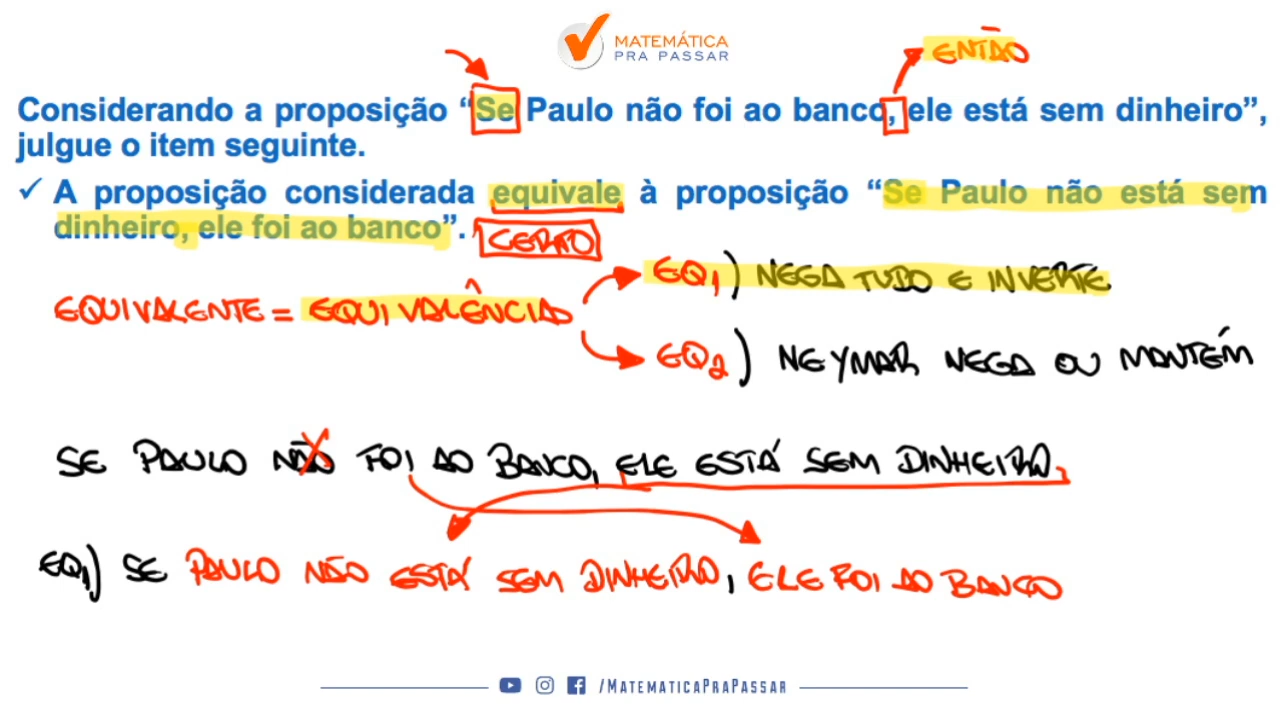 MATEMÁTICA
PRA PASSAR
ENTÃO
Considerando a proposição “Se Paulo não foi ao banco, ele está sem dinheiro”,
julgue o item seguinte.
✓ A proposição considerada equivale à proposição “Se Paulo não está sem
dinheiro, ele foi ao banco”.
CERTO
EQ1) NEGA TUDO E INVERTE
EQUIVALENTE = EQUIVALÊNCIAS
EQ2) NEYMAR NEGA OU MANTÉM
SE PAULO NÃO FOI AO BANCO, ELE ESTÁ SEM DINHEIRO.
EQ1) SE PAULO NÃO ESTÁ SEM DINHEIRO, ELE FOI AO BANCO
/MATEMATICAPRAPASSAR